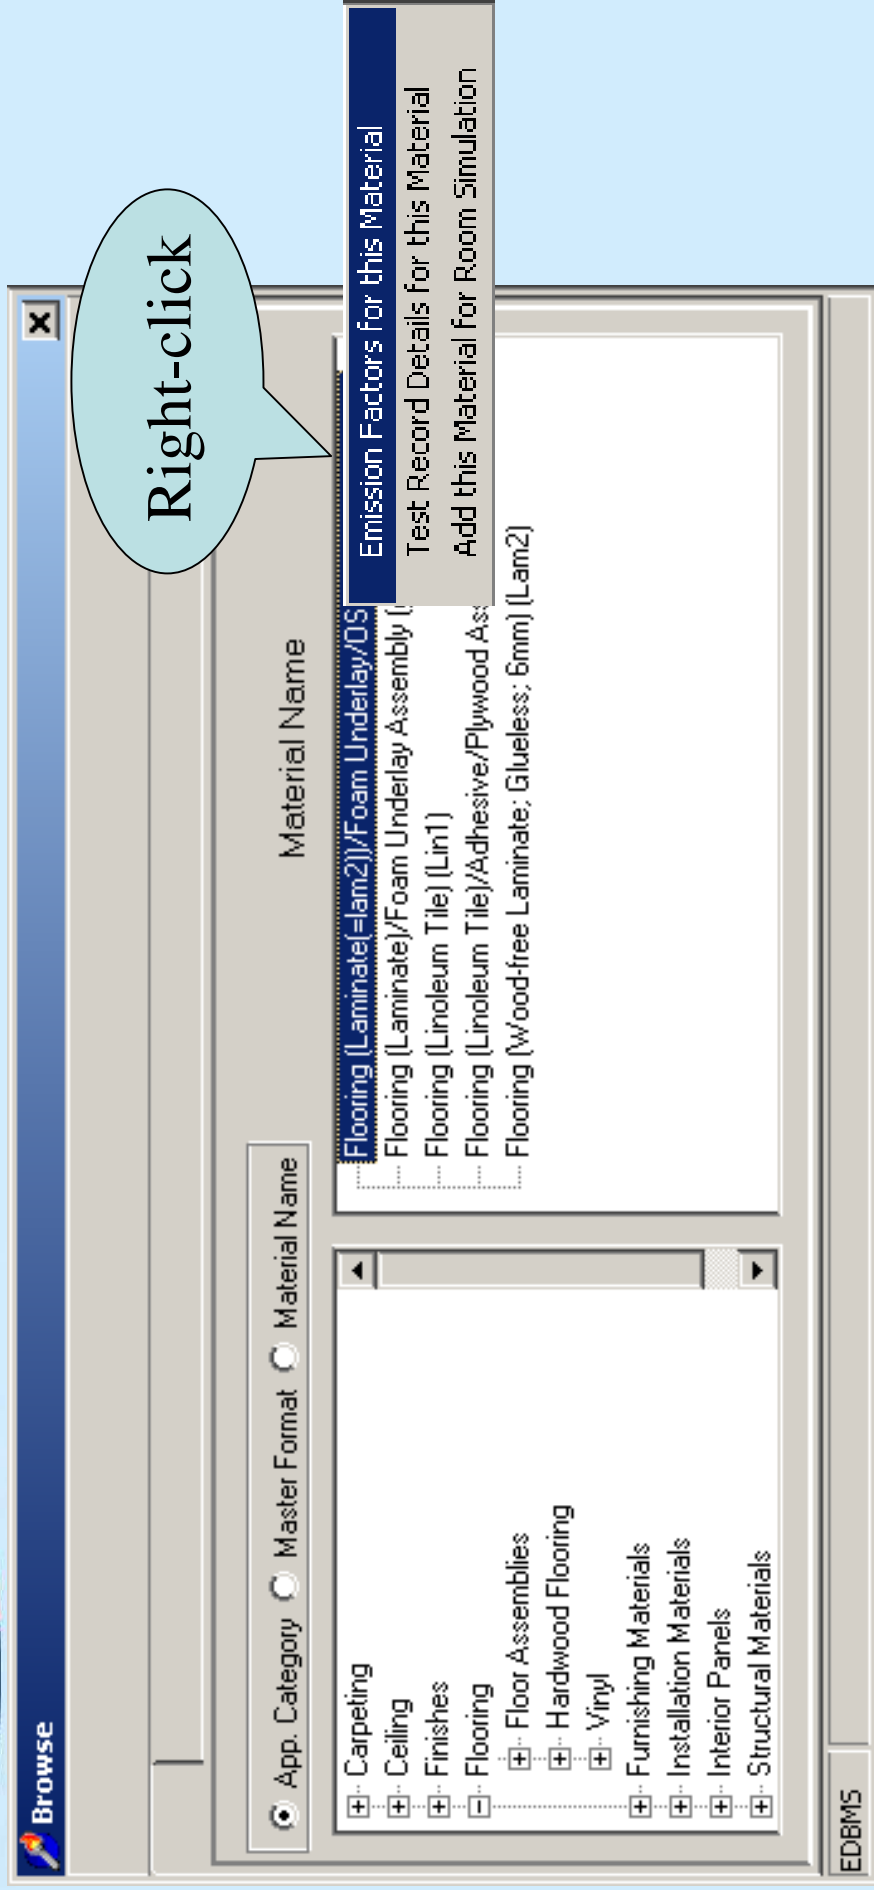 Browse
Right-click
App. Category Master Format Material Name
Material Name
Carpeting
Ceiling
Finishes
Flooring
Floor Assemblies
Hardwood Flooring
Vinyl
Furnishing Materials
Installation Materials
Interior Panels
Structural Materials
Flooring (Laminate(=lam2))/Foam Underlay/OS
Flooring (Laminate)/Foam Underlay Assembly (
Flooring (Linoleum Tile) (Lin1)
Flooring (Linoleum Tile)/Adhesive/Plywood Ass
Flooring (Wood-free Laminate; Glueless; 6mm) (Lam2)
Emission Factors for this Material
Test Record Details for this Material
Add this Material for Room Simulation
EDBMS